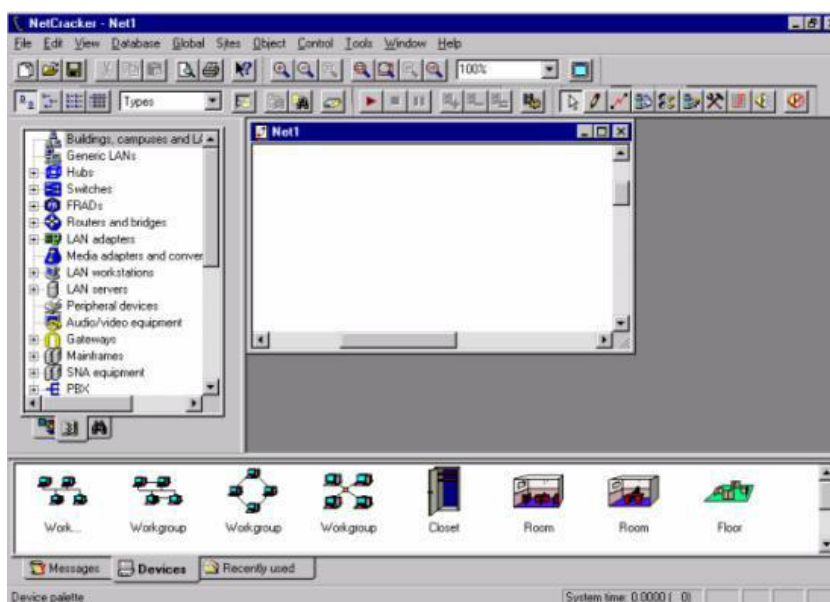 NetCracker - Net1
File Edit View Database Global Sites Object Control Tools Window Help
100%
Types
Net1
Buildings, campuses and LA
Generic LANs
Hubs
Switches
FRADs
Routers and bridges
LAN adapters
Media adapters and conver
LAN workstations
LAN servers
Peripheral devices
Audio/video equipment
Gateways
Mainframes
SNA equipment
PBX
Work... Workgroup Workgroup Workgroup Closet Room Room Floor
Messages Devices Recently used
Device palette System time: 0.0000 ( 0)